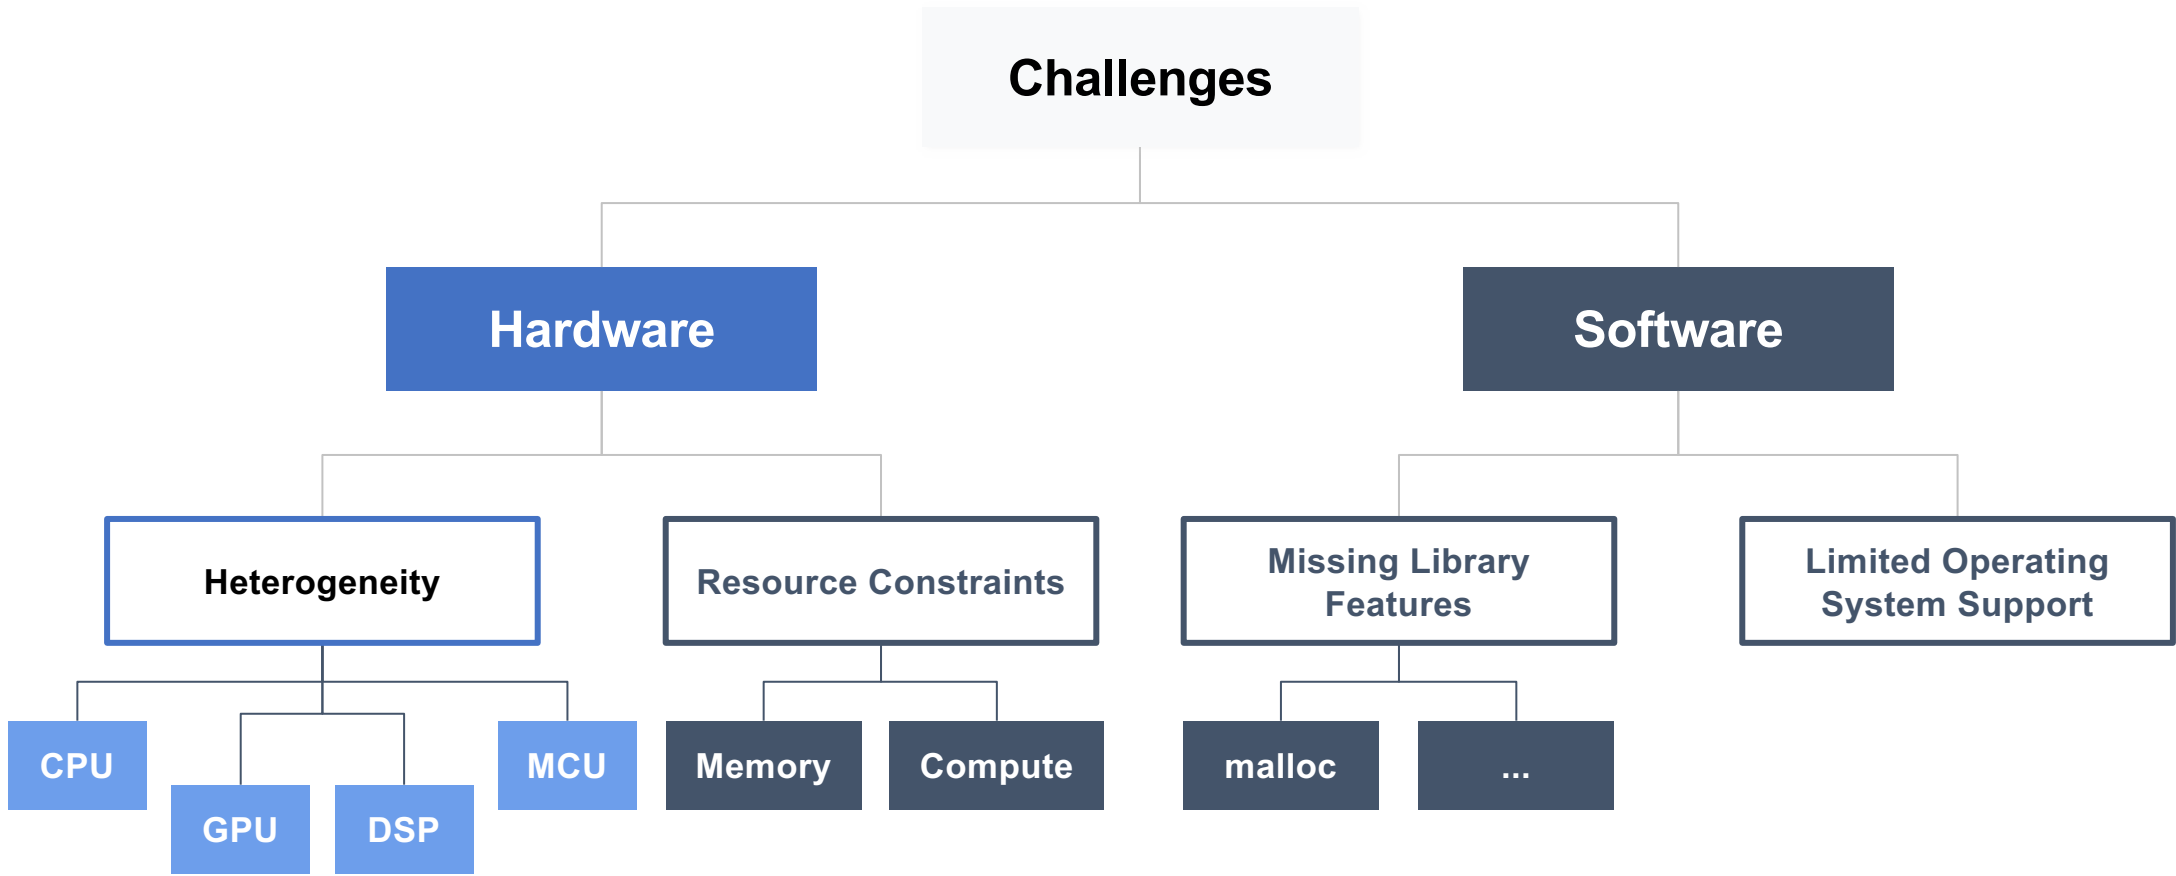 Challenges
Hardware
Software
Heterogeneity
Resource Constraints
Missing Library
Features
Limited Operating
System Support
CPU
GPU
DSP
MCU
Memory
Compute
malloc
...